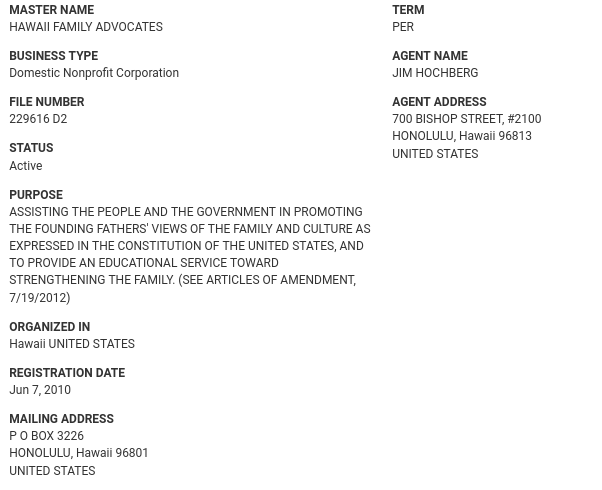 MASTER NAME
HAWAII FAMILY ADVOCATES
BUSINESS TYPE
Domestic Nonprofit Corporation
FILE NUMBER
229616 D2
STATUS
Active
PURPOSE
ASSISTING THE PEOPLE AND THE GOVERNMENT IN PROMOTING
THE FOUNDING FATHERS' VIEWS OF THE FAMILY AND CULTURE AS
EXPRESSED IN THE CONSTITUTION OF THE UNITED STATES, AND
TO PROVIDE AN EDUCATIONAL SERVICE TOWARD
STRENGTHENING THE FAMILY. (SEE ARTICLES OF AMENDMENT,
7/19/2012)
ORGANIZED IN
Hawaii UNITED STATES
REGISTRATION DATE
Jun 7, 2010
MAILING ADDRESS
P O BOX 3226
HONOLULU, Hawaii 96801
UNITED STATES
TERM
PER
AGENT NAME
JIM HOCHBERG
AGENT ADDRESS
700 BISHOP STREET, #2100
HONOLULU, Hawaii 96813
UNITED STATES